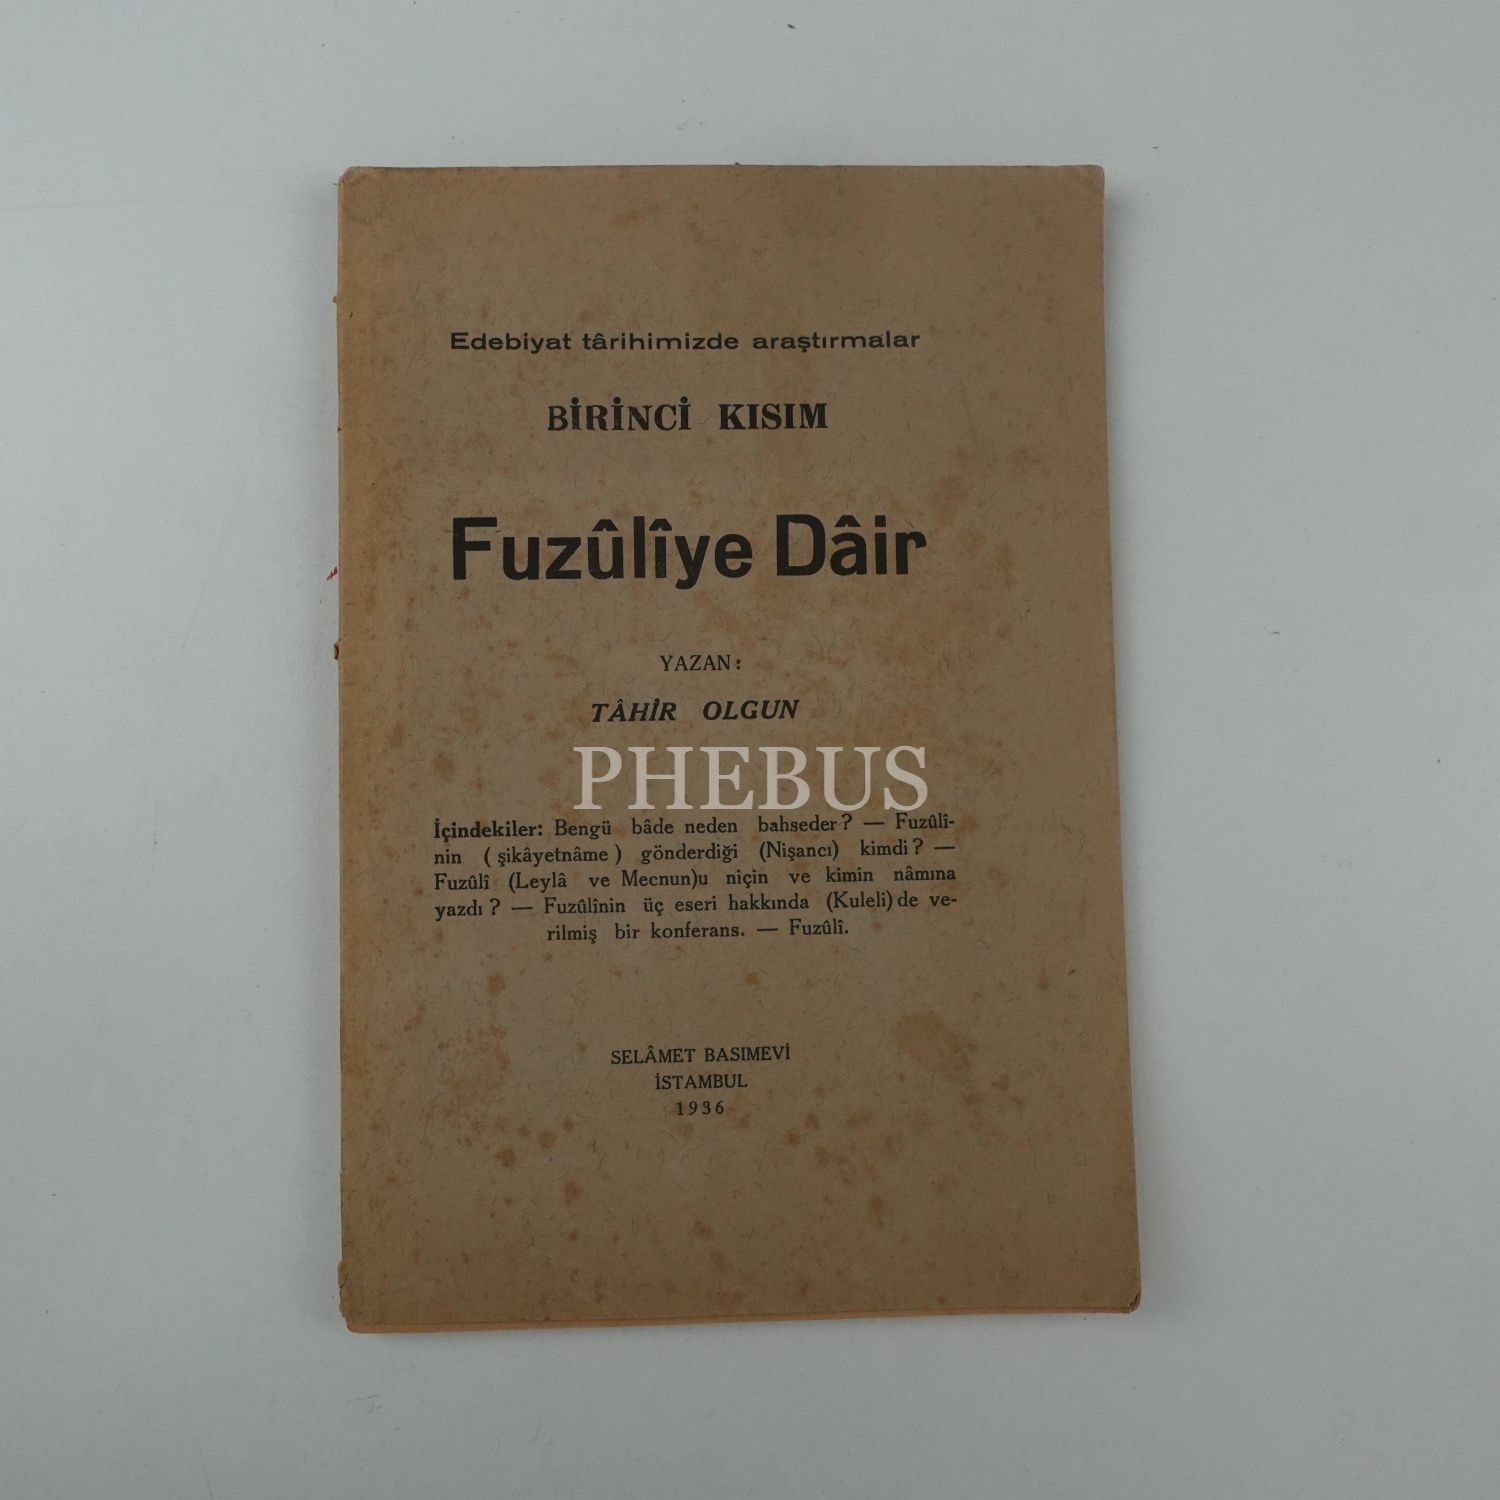 Edebiyat târihimizde araştırmalar
BİRİNCİ KISIM
Fuzûlîye Dâir
YAZAN:
TÂHİR OLGUN
PHEBUS
İçindekiler: Bengü bâde neden bahseder? — Fuzûlî-
nin (şikâyetnâme) gönderdiği (Nişancı) kimdi? —
Fuzûlî (Leylâ ve Mecnun)u niçin ve kimin nâmına
yazdı? — Fuzûlînin üç eseri hakkında (Kuleli)de ve-
rilmiş bir konferans. — Fuzûlî.
SELÂMET BASIMEVİ
İSTANBUL
1936